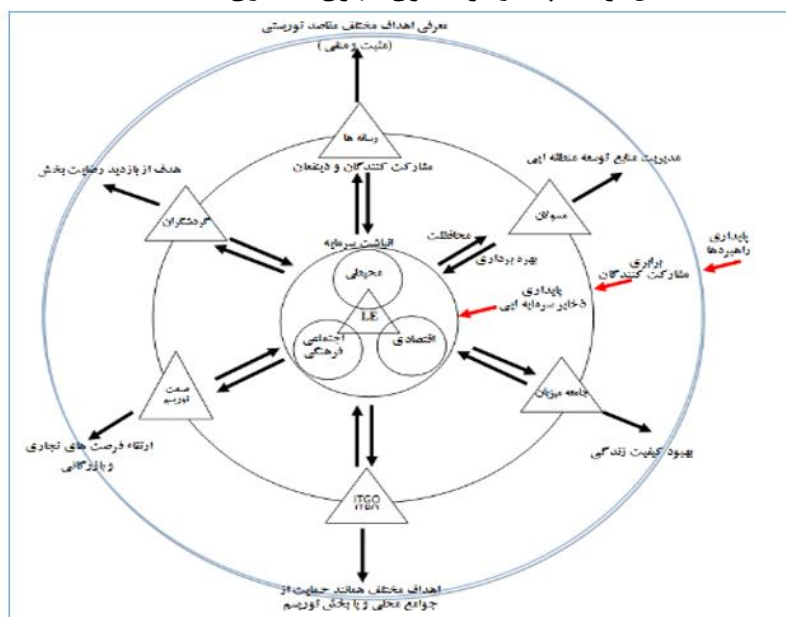 معرفی اهداف مختلف مقاصد توریستی
(مثبت و منفی)
رسانه ها
مشارکت کنندگان و ذینفعان
هدف از بازدید رضایت بخش
گردشگران
مدیریت منابع توسعه منطقه ایی
مسولان
محافظت
بهره برداری
انباشت سرمایه
محیطی
LE
اجتماعی
فرهنگی
اقتصادی
پایداری
راهبردها
برابری
مشارکت کنندگان
پایداری
ذخایر سرمایه ایی
صنعت
توریسم
جامعه میزبان
ارتقاء فرصت های تجاری
و بازرگانی
بهبود کیفیت زندگی
ITGO
اهداف مختلف همانند حمایت از
جوامع محلی و یا بخش توریسم